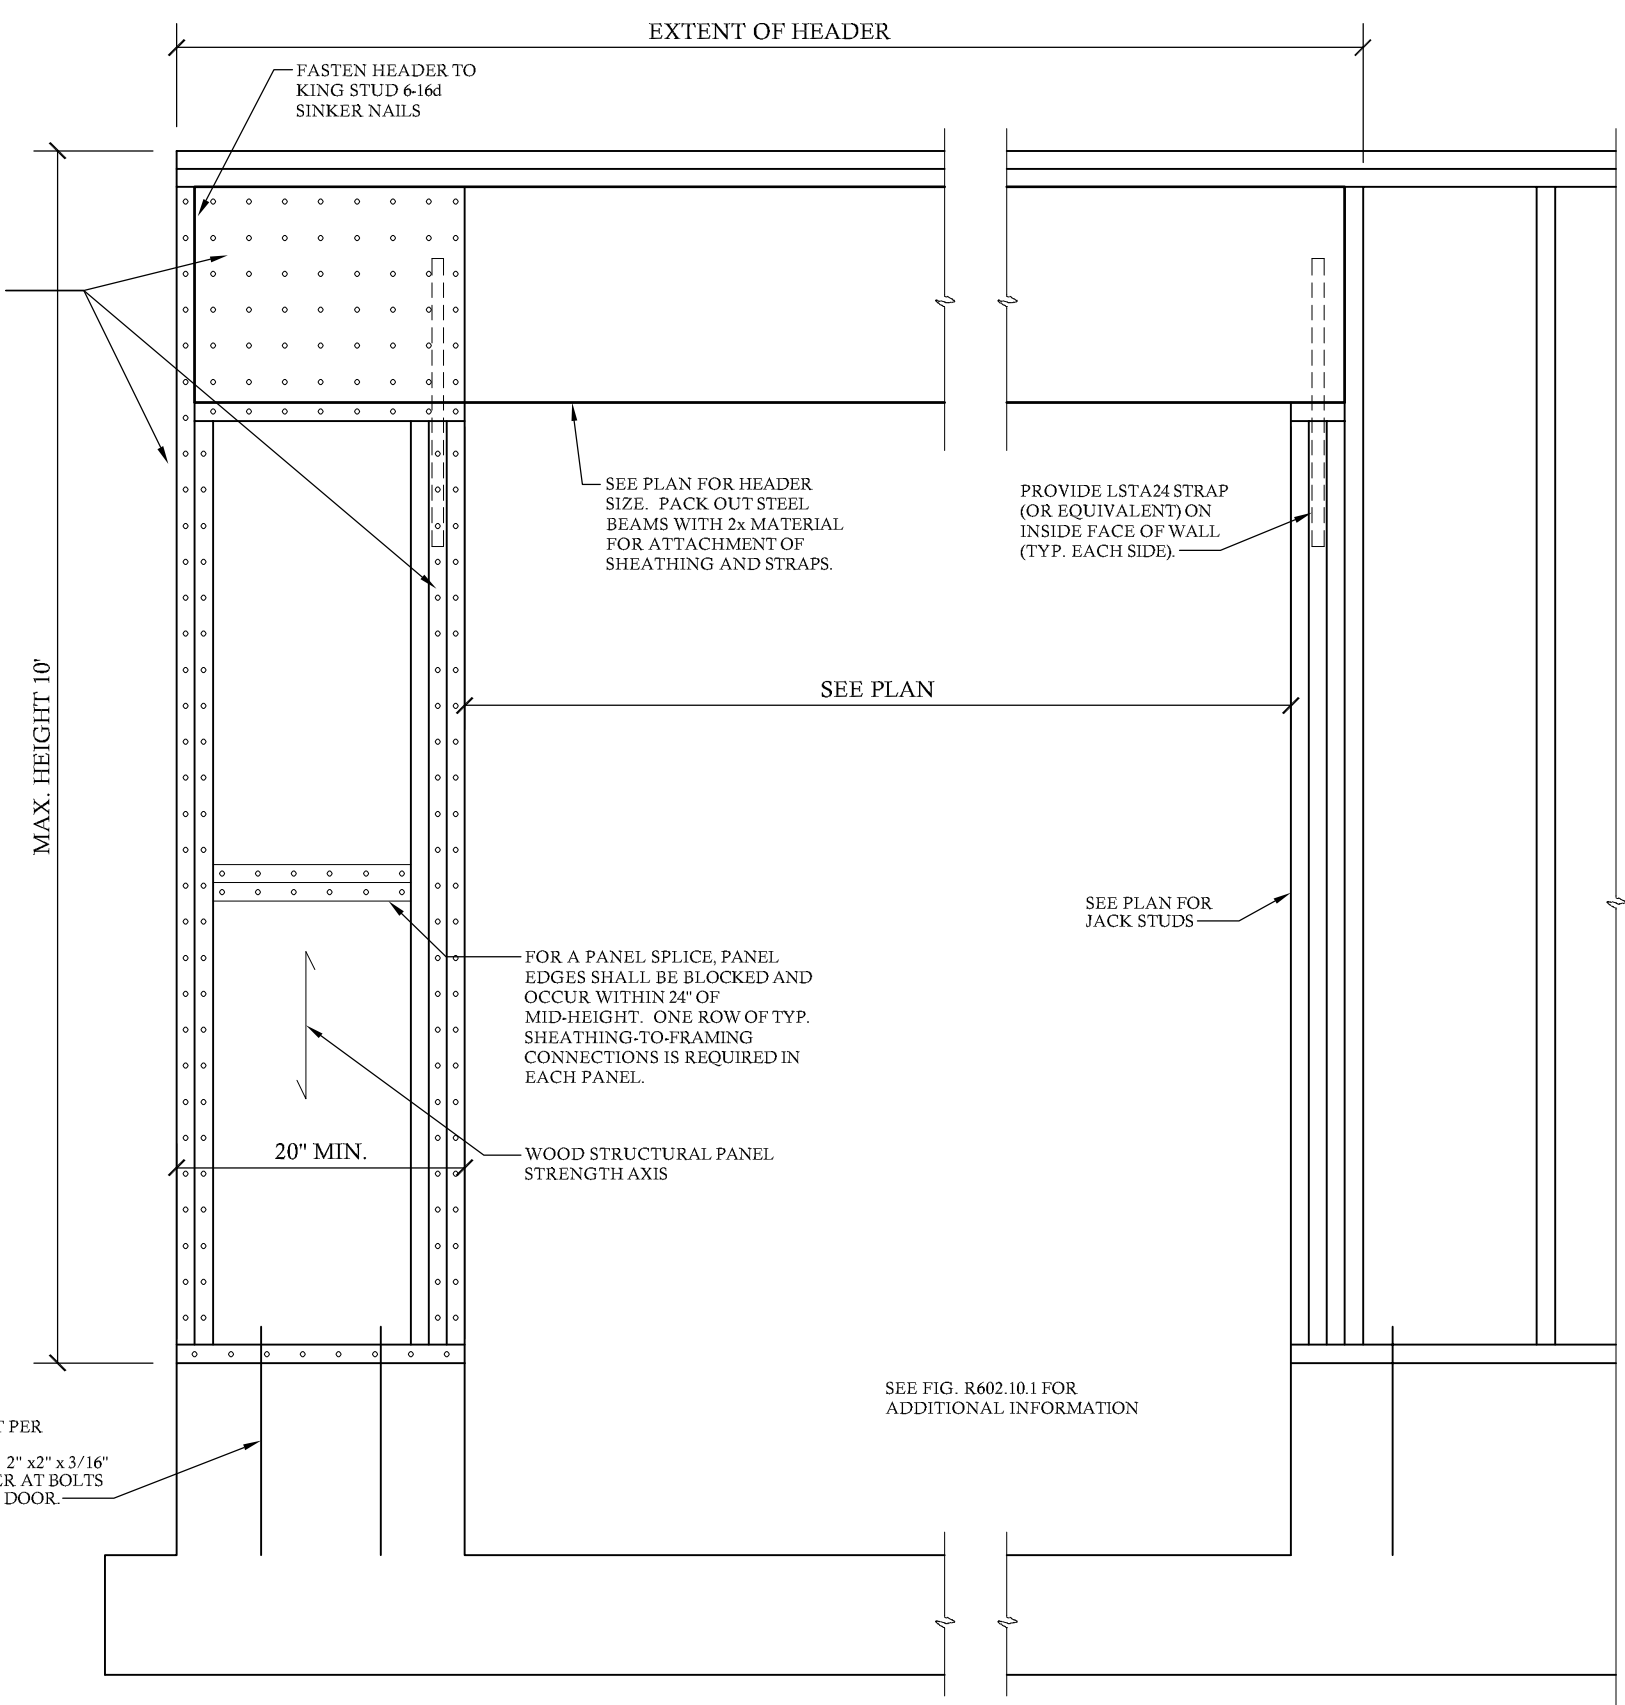 EXTENT OF HEADER
FASTEN HEADER TO
KING STUD 6-16d
SINKER NAILS
MAX. HEIGHT 10'
SEE PLAN FOR HEADER
SIZE. PACK OUT STEEL
BEAMS WITH 2x MATERIAL
FOR ATTACHMENT OF
SHEATHING AND STRAPS.
PROVIDE LSTA24 STRAP
(OR EQUIVALENT) ON
INSIDE FACE OF WALL
(TYP. EACH SIDE).
SEE PLAN
SEE PLAN FOR
JACK STUDS
FOR A PANEL SPLICE, PANEL
EDGES SHALL BE BLOCKED AND
OCCUR WITHIN 24" OF
MID-HEIGHT. ONE ROW OF TYP.
SHEATHING-TO-FRAMING
CONNECTIONS IS REQUIRED IN
EACH PANEL.
20" MIN.
WOOD STRUCTURAL PANEL
STRENGTH AXIS
SEE FIG. R602.10.1 FOR
ADDITIONAL INFORMATION
PER
2" x2" x 3/16"
AT BOLTS
DOOR.